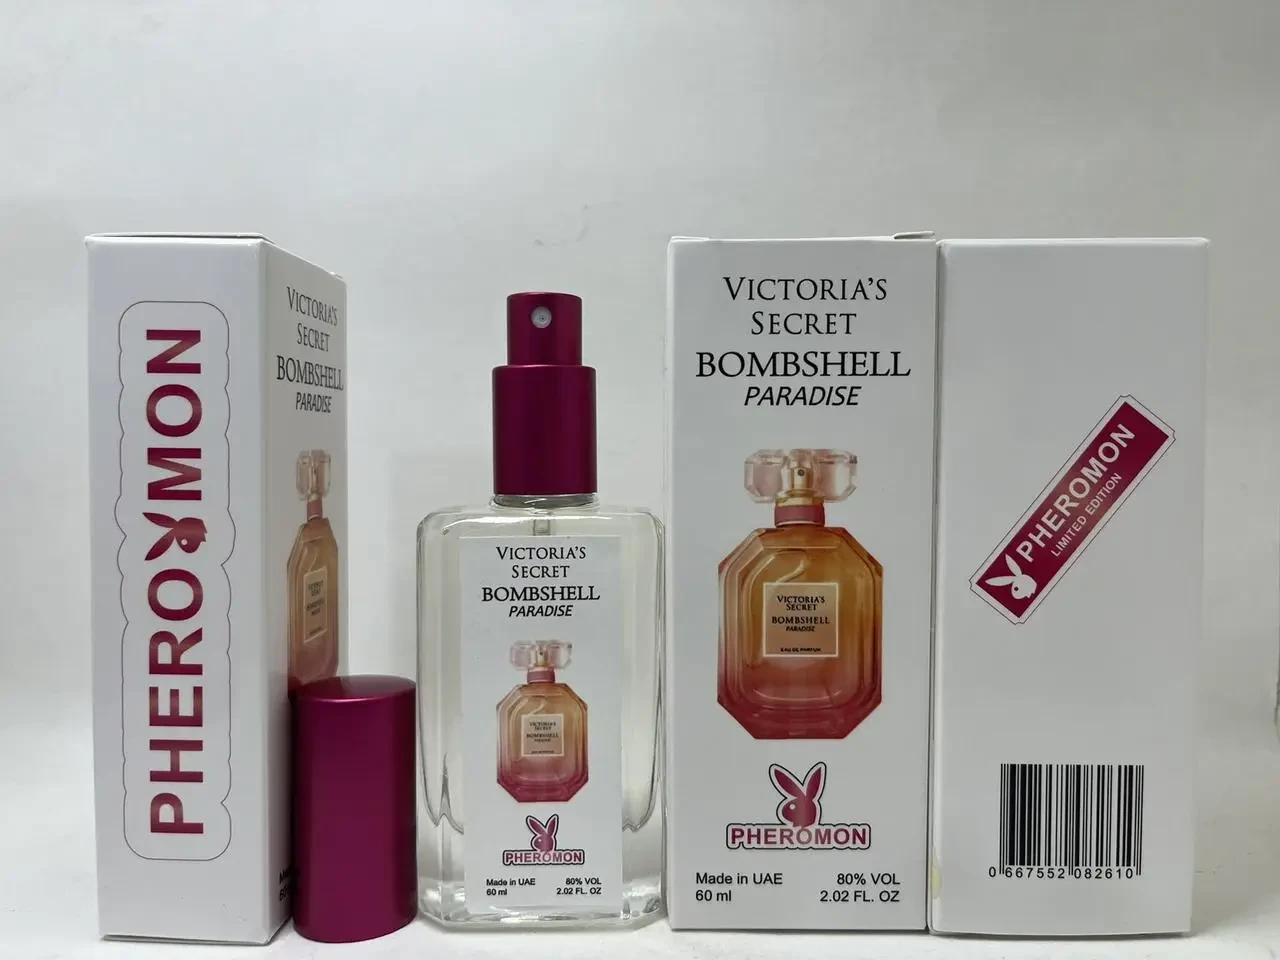 PHEROMON
VICTORIA'S
SECRET
BOMBSHELL
PARADISE
VICTORIA'S
SECRET
BOMBSHELL
PARADISE
VICTORIA'S
SECRET
BOMBSHELL
PHEROMON
Made in UAE 80% VOL
60 ml 2.02 FL. OZ
VICTORIA'S
SECRET
BOMBSHELL
PARADISE
VICTORIA'S
SECRET
BOMBSHELL
PARADISE
EAU DE PARFUM
PHEROMON
Made in UAE 80% VOL
60 ml 2.02 FL. OZ
PHEROMON
LIMITED EDITION
0 667552 082610